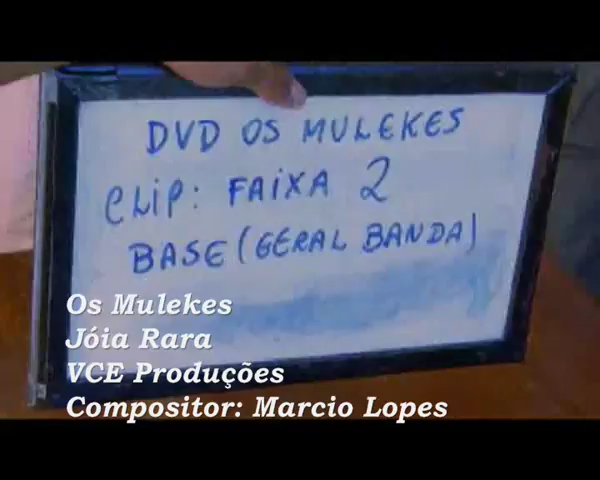 DVD OS MULEKES
CLIP: FAIXA 2
BASE (GERAL BANDA)
Os Mulekes
Jóia Rara
VCE Produções
Compositor: Marcio Lopes